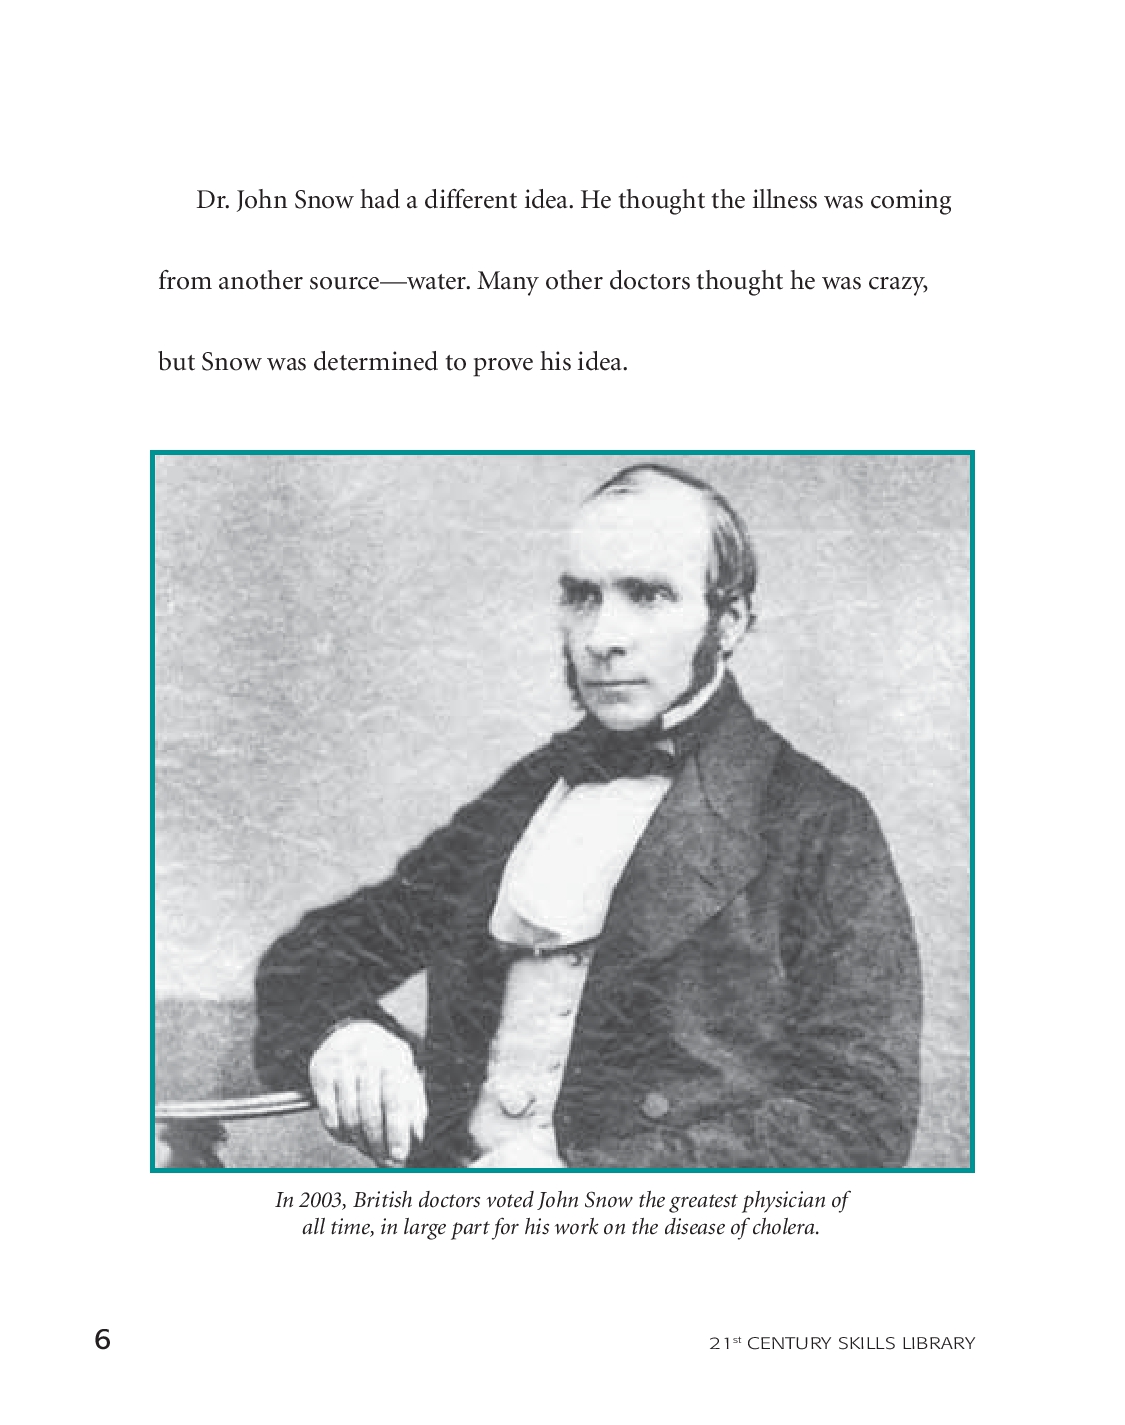 Dr. John Snow had a different idea. He thought the illness was coming
from another source—water. Many other doctors thought he was crazy,
but Snow was determined to prove his idea.
In 2003, British doctors voted John Snow the greatest physician of
all time, in large part for his work on the disease of cholera.
6
21st CENTURY SKILLS LIBRARY